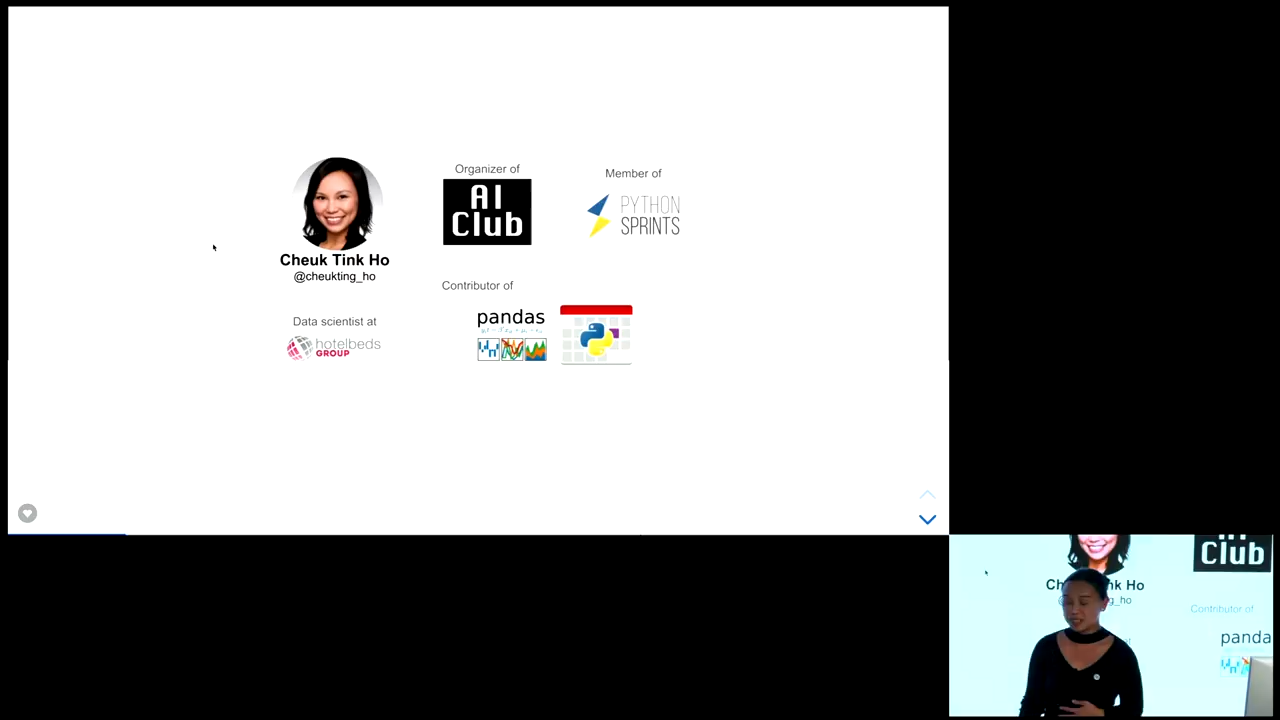 Organizer of
AI
Club
Member of
PYTHON
SPRINTS
Cheuk Tink Ho
@cheukting_ho
Contributor of
Data scientist at
hotelbeds
GROUP
pandas
Club
Ho
Contributor of
panda